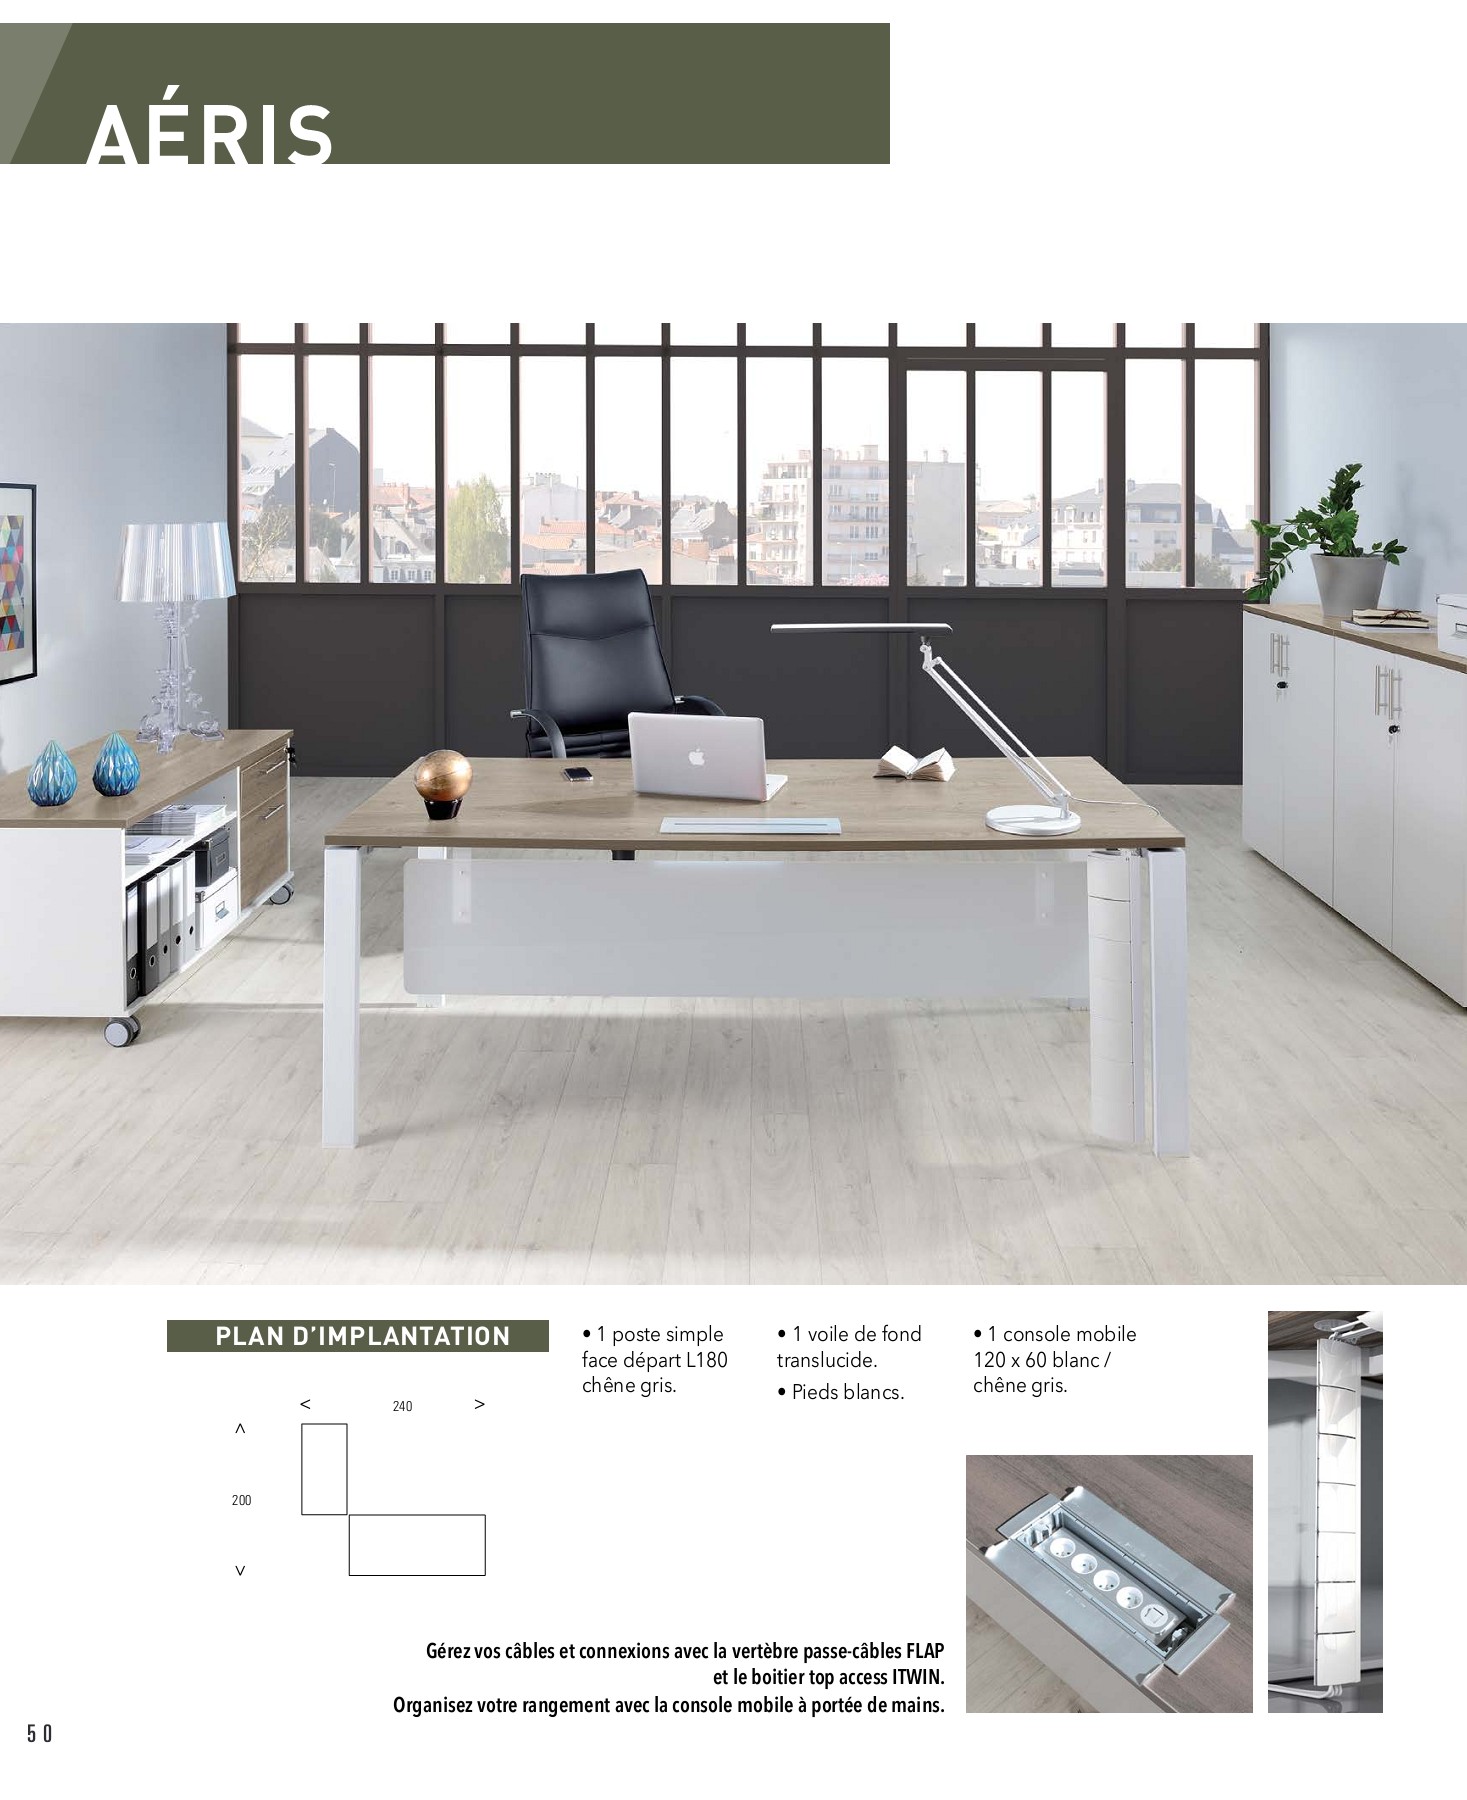 AÉRIS
PLAN D’IMPLANTATION
< 240 >
<
200
>
• 1 poste simple
face départ L180
chêne gris.
• 1 voile de fond
translucide.
• Pieds blancs.
• 1 console mobile
120 x 60 blanc /
chêne gris.
Gérez vos câbles et connexions avec la vertèbre passe-câbles FLAP
et le boitier top access ITWIN.
Organisez votre rangement avec la console mobile à portée de mains.
50